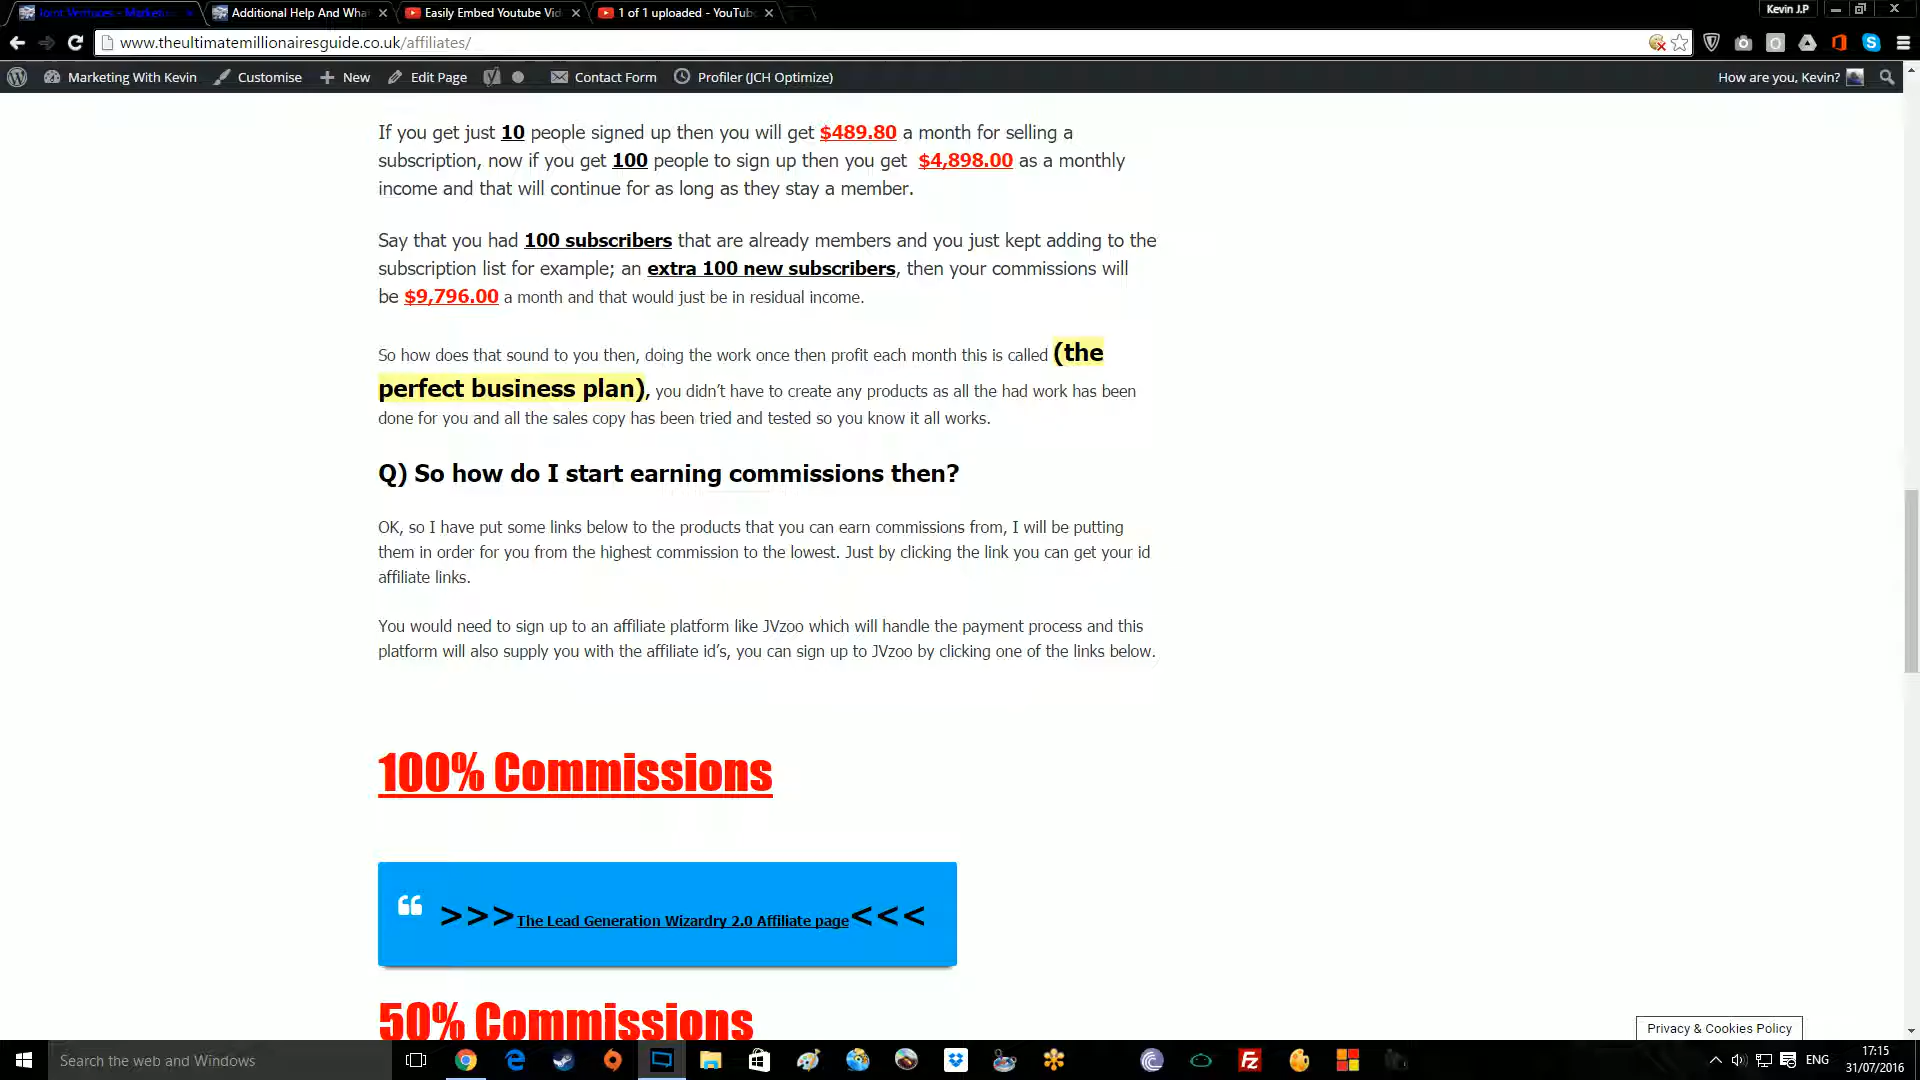 Joint Ventures - Marketin
Additional Help And Wha
Easily Embed Youtube Vid
1 of 1 uploaded - YouTub
Kevin J.P
www.theultimatemillionairesguide.co.uk/affiliates/
Marketing With Kevin
Customise
New
Edit Page
Contact Form
Profiler (JCH Optimize)
How are you, Kevin?
If you get just 10 people signed up then you will get $489.80 a month for selling a
subscription, now if you get 100 people to sign up then you get $4,898.00 as a monthly
income and that will continue for as long as they stay a member.
Say that you had 100 subscribers that are already members and you just kept adding to the
subscription list for example; an extra 100 new subscribers, then your commissions will
be $9,796.00 a month and that would just be in residual income.
So how does that sound to you then, doing the work once then profit each month this is called (the
perfect business plan), you didn't have to create any products as all the had work has been
done for you and all the sales copy has been tried and tested so you know it all works.
Q) So how do I start earning commissions then?
OK, so I have put some links below to the products that you can earn commissions from, I will be putting
them in order for you from the highest commission to the lowest. Just by clicking the link you can get your id
affiliate links.
You would need to sign up to an affiliate platform like JVzoo which will handle the payment process and this
platform will also supply you with the affiliate id's, you can sign up to JVzoo by clicking one of the links below.
100% Commissions
>>>The Lead Generation Wizardry 2.0 Affiliate page<<<
50% Commissions
Privacy & Cookies Policy
Search the web and Windows
ENG
17:15
31/07/2016